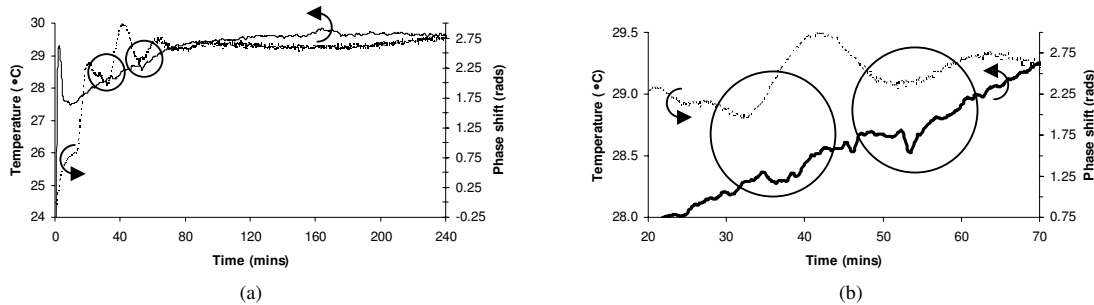 30
29
28
27
26
25
24
Temperature (•C)
2.75
2.25
1.75
1.25
0.75
0.25
-0.25
Phase shift (rads)
0 40 80 120 160 200 240
Time (mins)
(a)
29.5
29.0
28.5
28.0
Temperature (•C)
2.75
2.25
1.75
1.25
0.75
Phase shift (rads)
20 30 40 50 60 70
Time (mins)
(b)